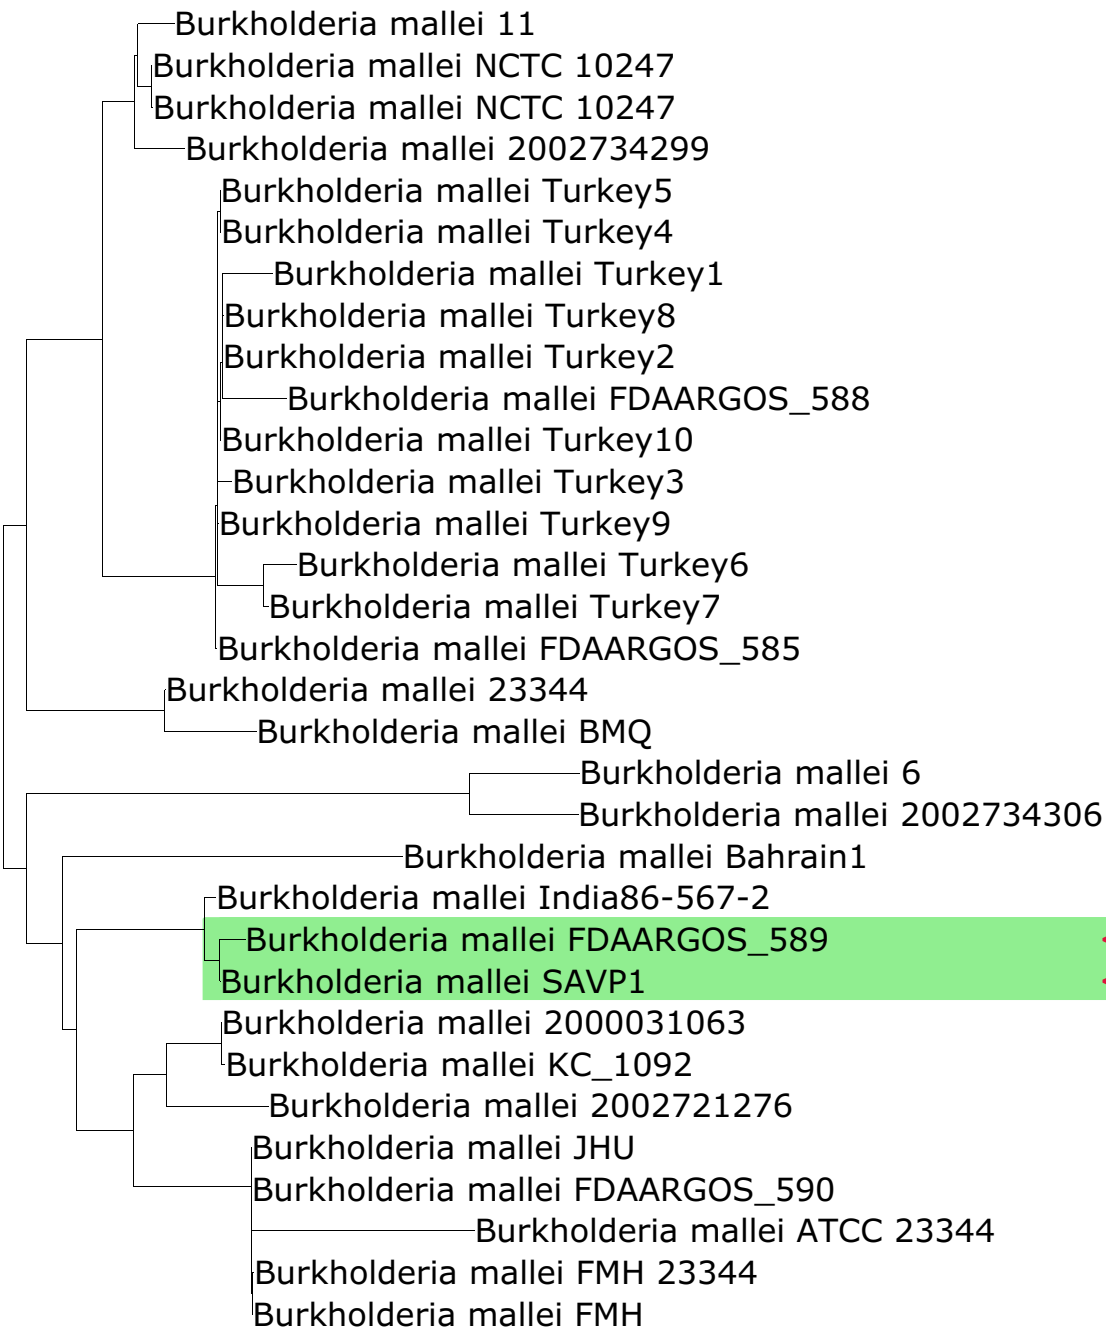 Burkholderia mallei 11
Burkholderia mallei NCTC 10247
Burkholderia mallei NCTC 10247
Burkholderia mallei 2002734299
Burkholderia mallei Turkey5
Burkholderia mallei Turkey4
Burkholderia mallei Turkey1
Burkholderia mallei Turkey8
Burkholderia mallei Turkey2
Burkholderia mallei FDAARGOS_588
Burkholderia mallei Turkey10
Burkholderia mallei Turkey3
Burkholderia mallei Turkey9
Burkholderia mallei Turkey6
Burkholderia mallei Turkey7
Burkholderia mallei FDAARGOS_585
Burkholderia mallei 23344
Burkholderia mallei BMQ
Burkholderia mallei 6
Burkholderia mallei 2002734306
Burkholderia mallei Bahrain1
Burkholderia mallei India86-567-2
Burkholderia mallei FDAARGOS_589
Burkholderia mallei SAVP1
Burkholderia mallei 2000031063
Burkholderia mallei KC_1092
Burkholderia mallei 2002721276
Burkholderia mallei JHU
Burkholderia mallei FDAARGOS_590
Burkholderia mallei ATCC 23344
Burkholderia mallei FMH 23344
Burkholderia mallei FMH